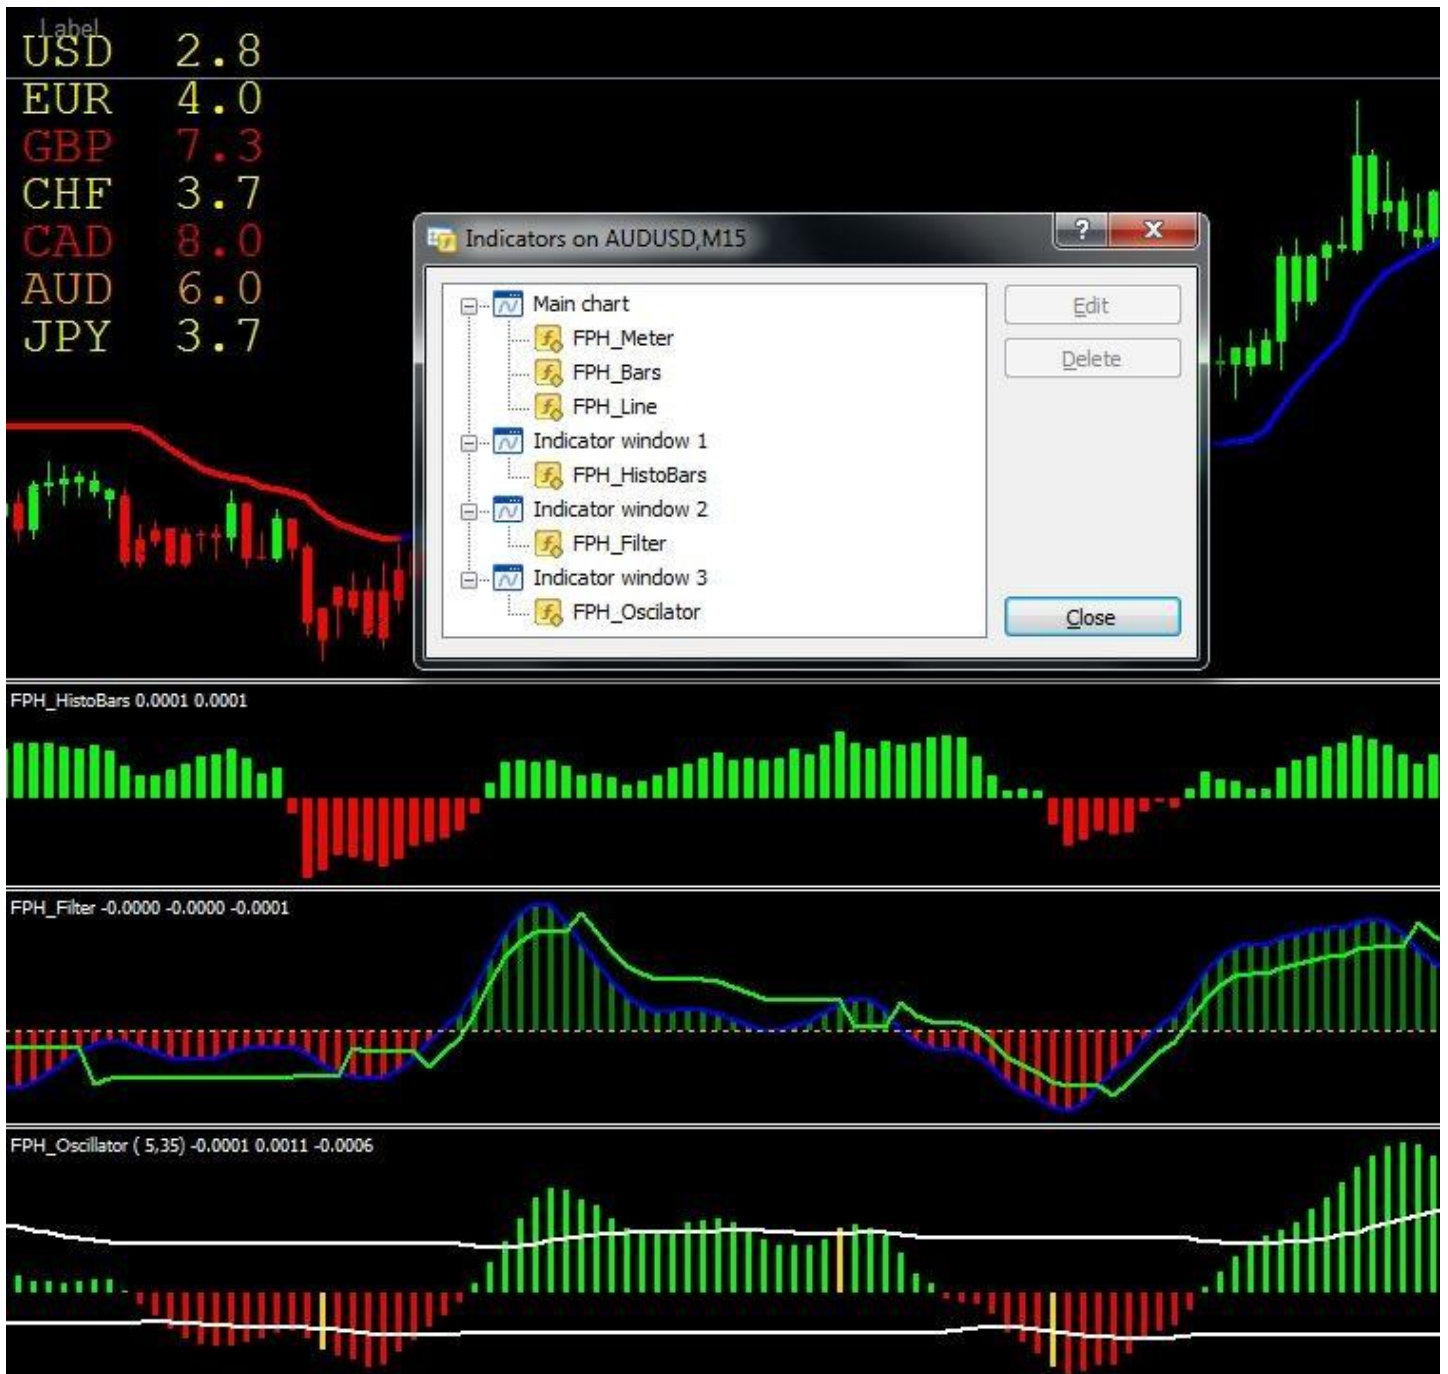 Label
USD 2.8
EUR 4.0
GBP 7.3
CHF 3.7
CAD 8.0
AUD 6.0
JPY 3.7
Indicators on AUDUSD,M15
?
Main chart
FPH_Meter
FPH_Bars
FPH_Line
Indicator window 1
FPH_HistoBars
Indicator window 2
FPH_Filter
Indicator window 3
FPH_Oscilator
Edit
Delete
Close
FPH_HistoBars 0.0001 0.0001
FPH_Filter -0.0000 -0.0000 -0.0001
FPH_Oscillator ( 5,35) -0.0001 0.0011 -0.0006